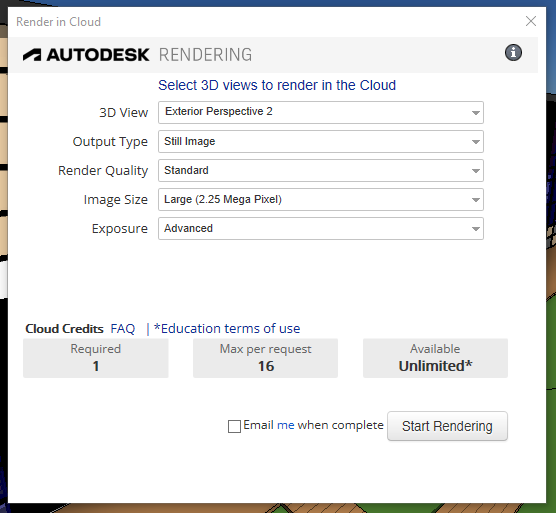 Render in Cloud
AUTODESK RENDERING
Select 3D views to render in the Cloud
3D View Exterior Perspective 2
Output Type Still Image
Render Quality Standard
Image Size Large (2.25 Mega Pixel)
Exposure Advanced
Cloud Credits FAQ | *Education terms of use
Required Max per request Available
1 16 Unlimited*
Email me when complete Start Rendering